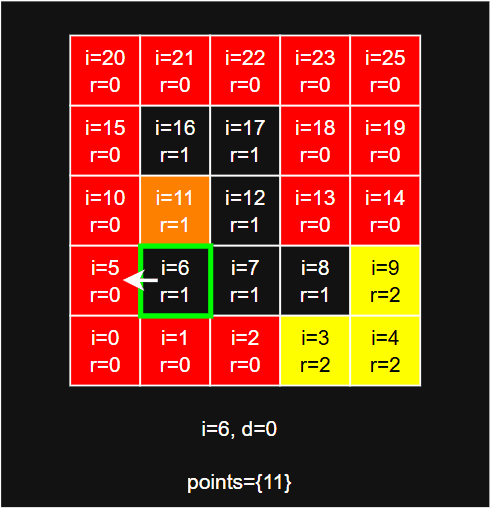 i=20 i=21 i=22 i=23 i=25
r=0 r=0 r=0 r=0 r=0
i=15 i=16 i=17 i=18 i=19
r=0 r=1 r=1 r=0 r=0
i=10 i=11 i=12 i=13 i=14
r=0 r=1 r=1 r=0 r=0
i=5 i=6 i=7 i=8 i=9
r=0 r=1 r=1 r=1 r=2
i=0 i=1 i=2 i=3 i=4
r=0 r=0 r=0 r=2 r=2
i=6, d=0
points={11}